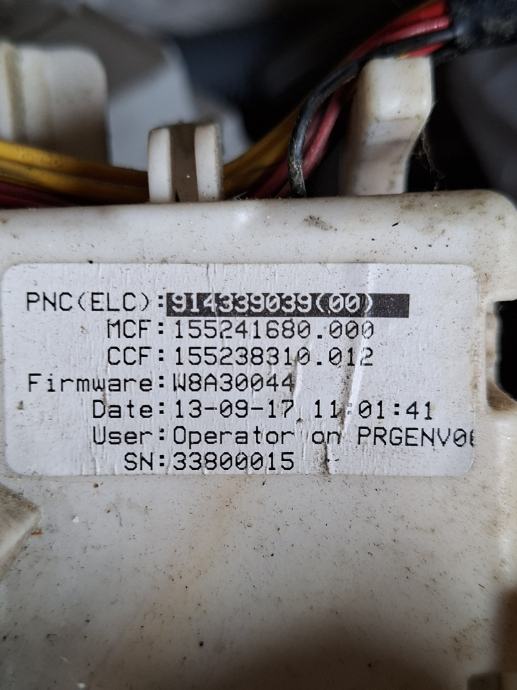 PNC(ELC):914339039(00)
MCF:155241680.000
CCF:155238310.012
Firmware:W8A30044
Date:13-09-17 11:01:41
User:Operator on
SN:33800015